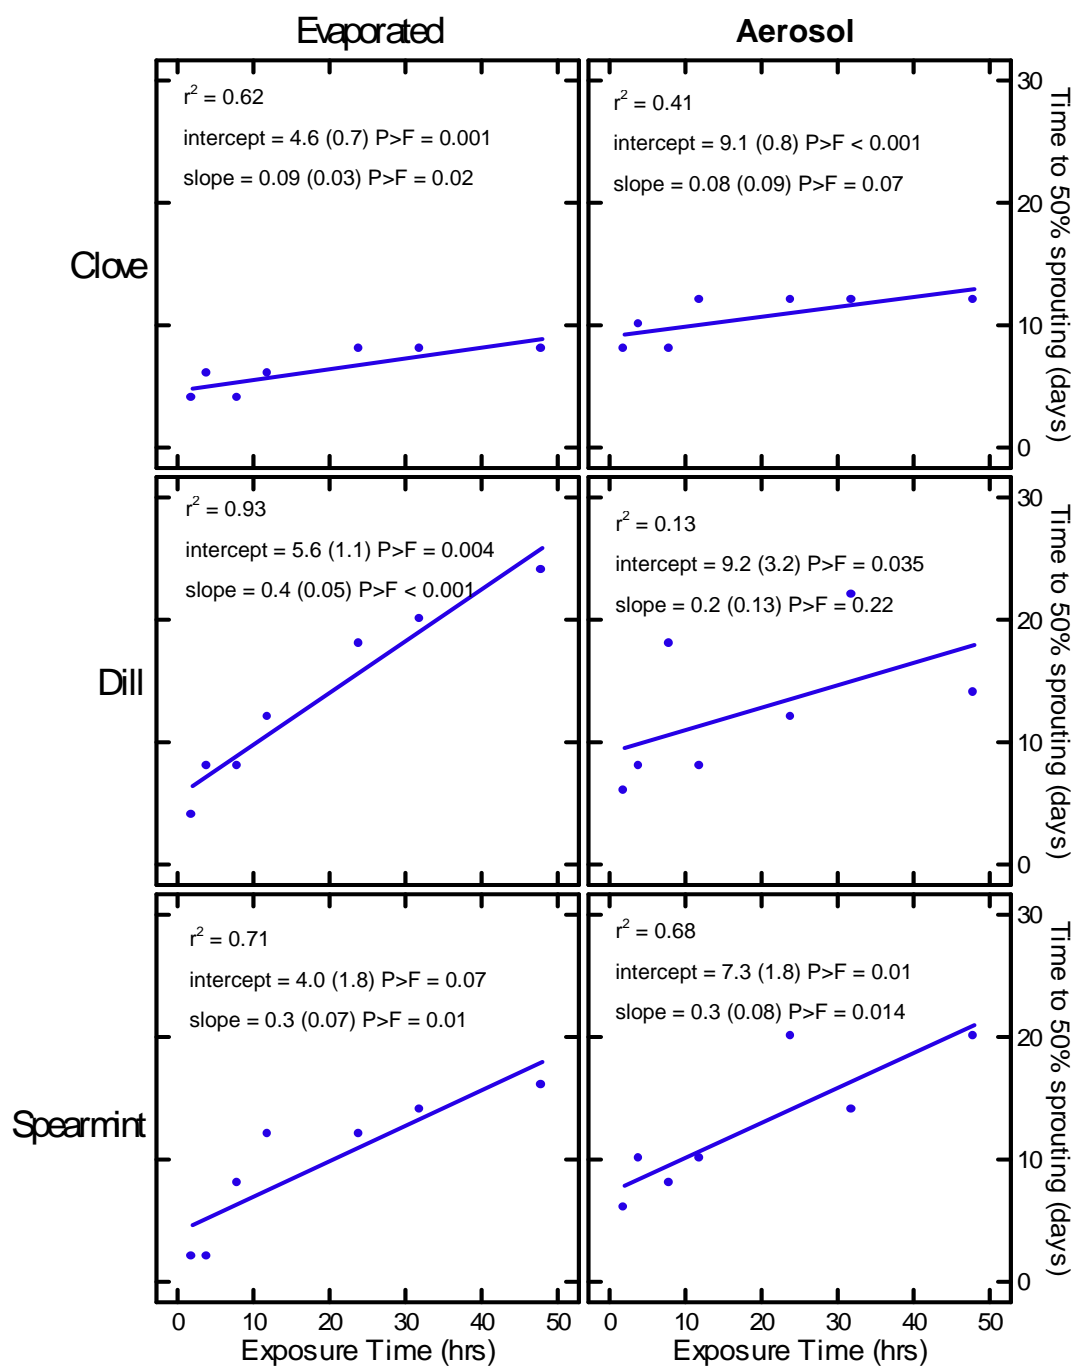 Evaporated
Aerosol
r² = 0.62
intercept = 4.6 (0.7) P>F = 0.001
slope = 0.09 (0.03) P>F = 0.02
r² = 0.41
intercept = 9.1 (0.8) P>F < 0.001
slope = 0.08 (0.09) P>F = 0.07
Clove
30
20
10
0
Time to 50% sprouting (days)
r² = 0.93
intercept = 5.6 (1.1) P>F = 0.004
slope = 0.4 (0.05) P>F < 0.001
r² = 0.13
intercept = 9.2 (3.2) P>F = 0.035
slope = 0.2 (0.13) P>F = 0.22
Dill
30
20
10
0
Time to 50% sprouting (days)
r² = 0.71
intercept = 4.0 (1.8) P>F = 0.07
slope = 0.3 (0.07) P>F = 0.01
r² = 0.68
intercept = 7.3 (1.8) P>F = 0.01
slope = 0.3 (0.08) P>F = 0.014
Spearmint
30
20
10
0
Time to 50% sprouting (days)
0 10 20 30 40 50
0 10 20 30 40 50
Exposure Time (hrs)
Exposure Time (hrs)